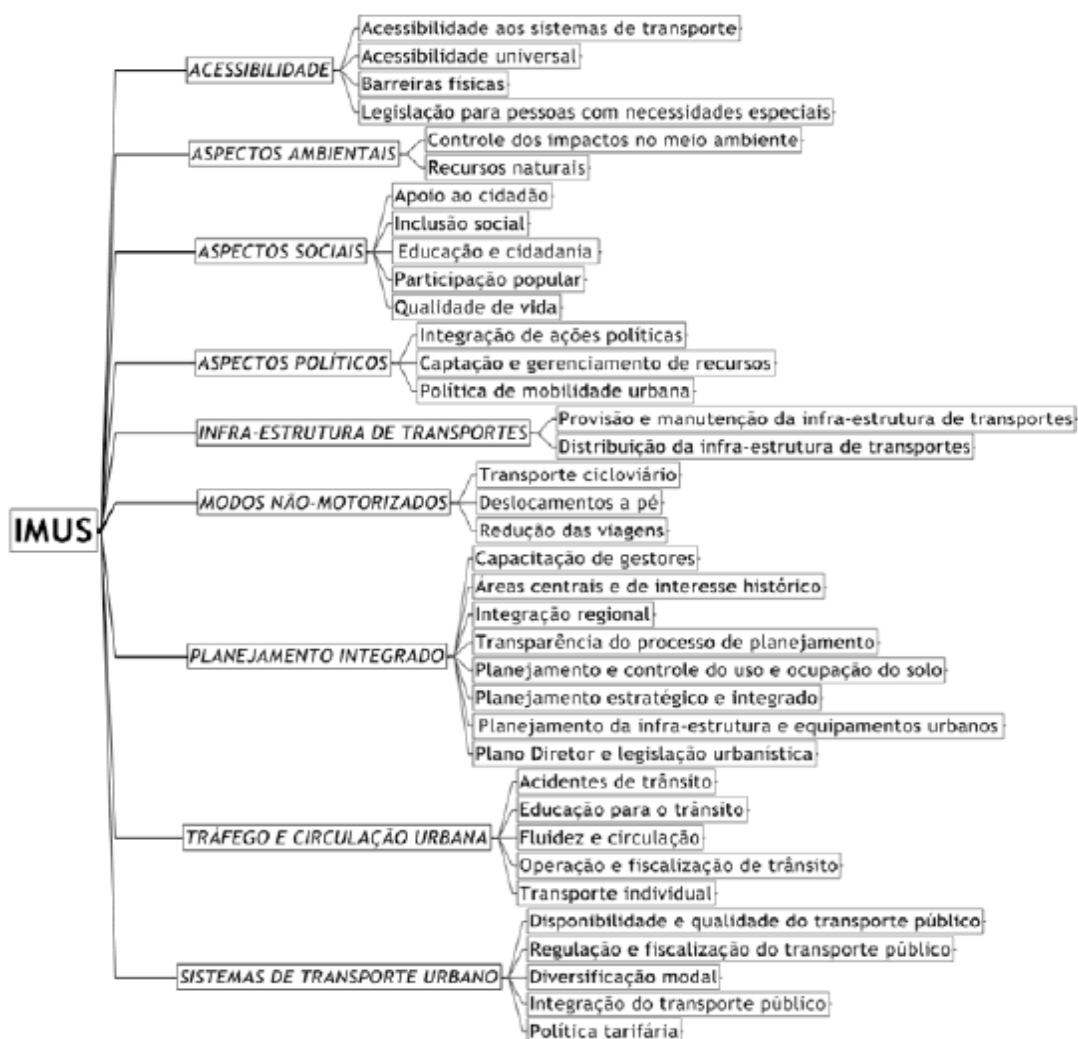 Acessibilidade aos sistemas de transporte
Acessibilidade universal
ACESSIBILIDADE
Barreiras físicas
Legislação para pessoas com necessidades especiais
Controle dos impactos no meio ambiente
ASPECTOS AMBIENTAIS
Recursos naturais
Apoio ao cidadão
Inclusão social
ASPECTOS SOCIAIS
Educação e cidadania
Participação popular
Qualidade de vida
Integração de ações políticas
ASPECTOS POLÍTICOS
Captação e gerenciamento de recursos
Política de mobilidade urbana
Provisão e manutenção da infra-estrutura de transportes
INFRA-ESTRUTURA DE TRANSPORTES
Distribuição da infra-estrutura de transportes
Transporte cicloviário
MODOS NÃO-MOTORIZADOS
Deslocamentos a pé
Redução das viagens
IMUS
Capacitação de gestores
Áreas centrais e de interesse histórico
Integração regional
Transparência do processo de planejamento
PLANEJAMENTO INTEGRADO
Planejamento e controle do uso e ocupação do solo
Planejamento estratégico e integrado
Planejamento da infra-estrutura e equipamentos urbanos
Plano Diretor e legislação urbanística
Acidentes de trânsito
Educação para o trânsito
TRÁFEGO E CIRCULAÇÃO URBANA
Fluidez e circulação
Operação e fiscalização de trânsito
Transporte individual
Disponibilidade e qualidade do transporte público
Regulação e fiscalização do transporte público
SISTEMAS DE TRANSPORTE URBANO
Diversificação modal
Integração do transporte público
Política tarifária